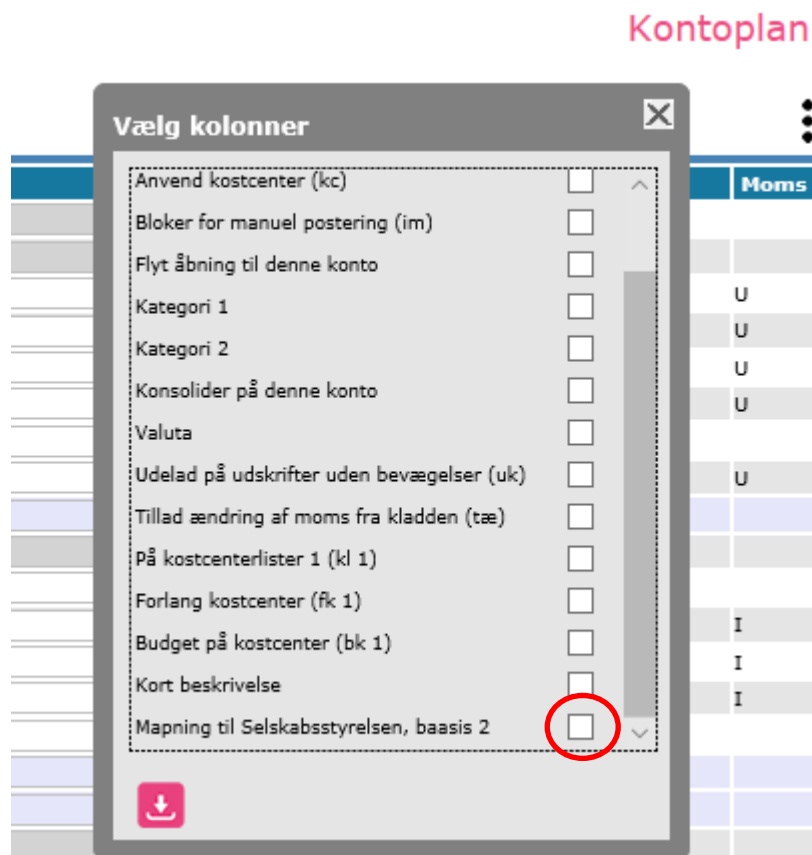 Kontoplan
Vælg kolonner
Moms
Anvend kostcenter (kc)
Bloker for manuel postering (im)
Flyt åbning til denne konto
Kategori 1
U
Kategori 2
U
U
Konsolider på denne konto
U
Valuta
Udelad på udskrifter uden bevægelser (uk)
U
Tillad ændring af moms fra kladden (tæ)
På kostcenterlister 1 (kl 1)
Forlang kostcenter (fk 1)
I
Budget på kostcenter (bk 1)
I
Kort beskrivelse
I
Mapning til Selskabsstyrelsen, baasis 2